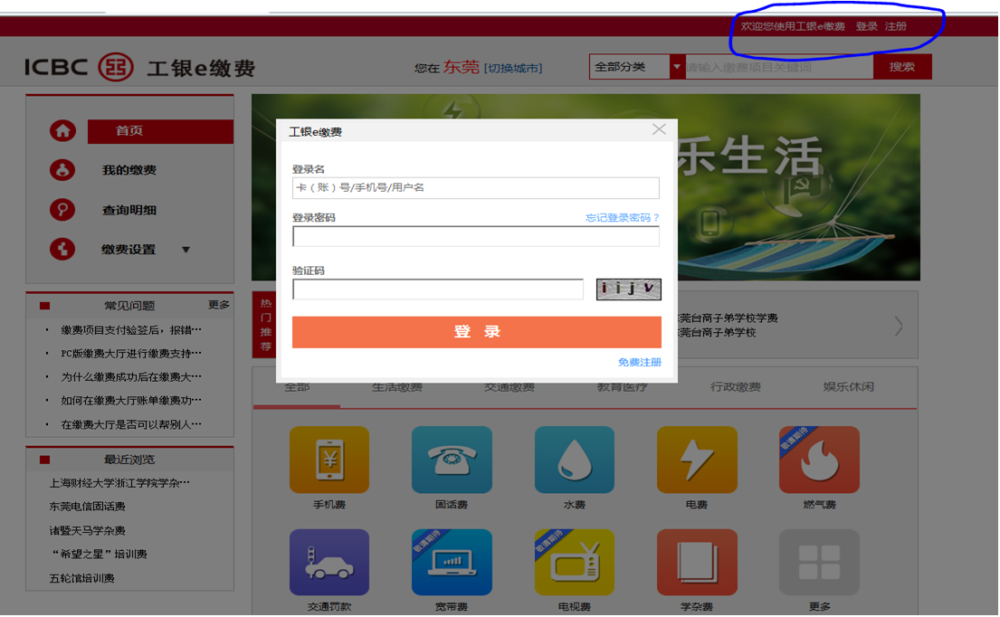 欢迎您使用工银e缴费 登录 注册
ICBC 工银e缴费
您在 东莞 [切换城市]
全部分类 请输入缴费项目关键词 搜索
首页
我的缴费
查询明细
缴费设置
常见问题 更多
缴费项目支付验签后，报错…
PC版缴费大厅进行缴费支持…
为什么缴费成功后在缴费大…
如何在缴费大厅账单缴费功…
在缴费大厅是否可以帮别人…
最近浏览
上海财经大学浙江学院学杂…
东莞电信固话费
诸暨天马学杂费
“希望之星”培训费
五轮馆培训费
乐生活
工银e缴费
登录名
卡（账）号/手机号/用户名
登录密码 忘记登录密码？
验证码
iijv
登 录
免费注册
热门推荐
东莞台商子弟学校学费
东莞台商子弟学校
全部 生活缴费 交通缴费 教育医疗 行政缴费 娱乐休闲
敬请期待
手机费 固话费 水费 电费 燃气费
敬请期待 敬请期待
交通罚款 宽带费 电视费 学杂费 更多